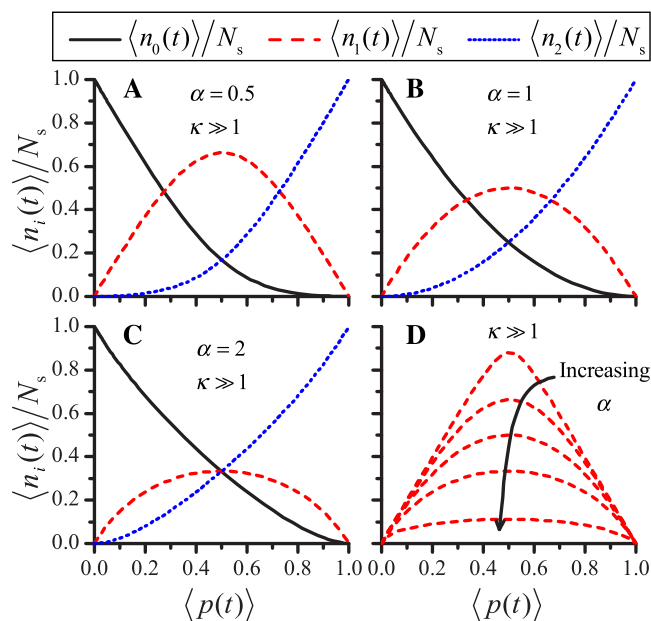 ⟨n₀(t)⟩/Nₛ ⟨n₁(t)⟩/Nₛ ⟨n₂(t)⟩/Nₛ
A B
α = 0.5 α = 1
κ ≫ 1 κ ≫ 1
1.0
0.8
0.6
0.4
0.2
0.0
⟨nᵢ(t)⟩/Nₛ
C D
α = 2 κ ≫ 1
κ ≫ 1 Increasing
α
1.0
0.8
0.6
0.4
0.2
0.0
⟨nᵢ(t)⟩/Nₛ
0.0 0.2 0.4 0.6 0.8 1.0 0.0 0.2 0.4 0.6 0.8 1.0
⟨p(t)⟩ ⟨p(t)⟩